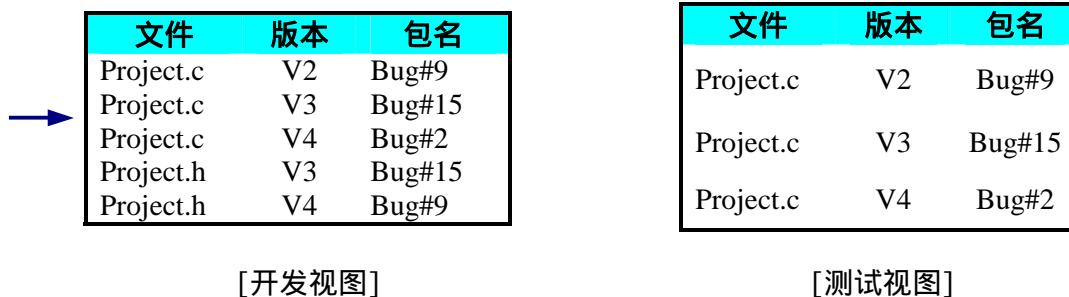 文件 版本 包名
Project.c V2 Bug#9
Project.c V3 Bug#15
Project.c V4 Bug#2
Project.h V3 Bug#15
Project.h V4 Bug#9
[开发视图]
文件 版本 包名
Project.c V2 Bug#9
Project.c V3 Bug#15
Project.c V4 Bug#2
[测试视图]